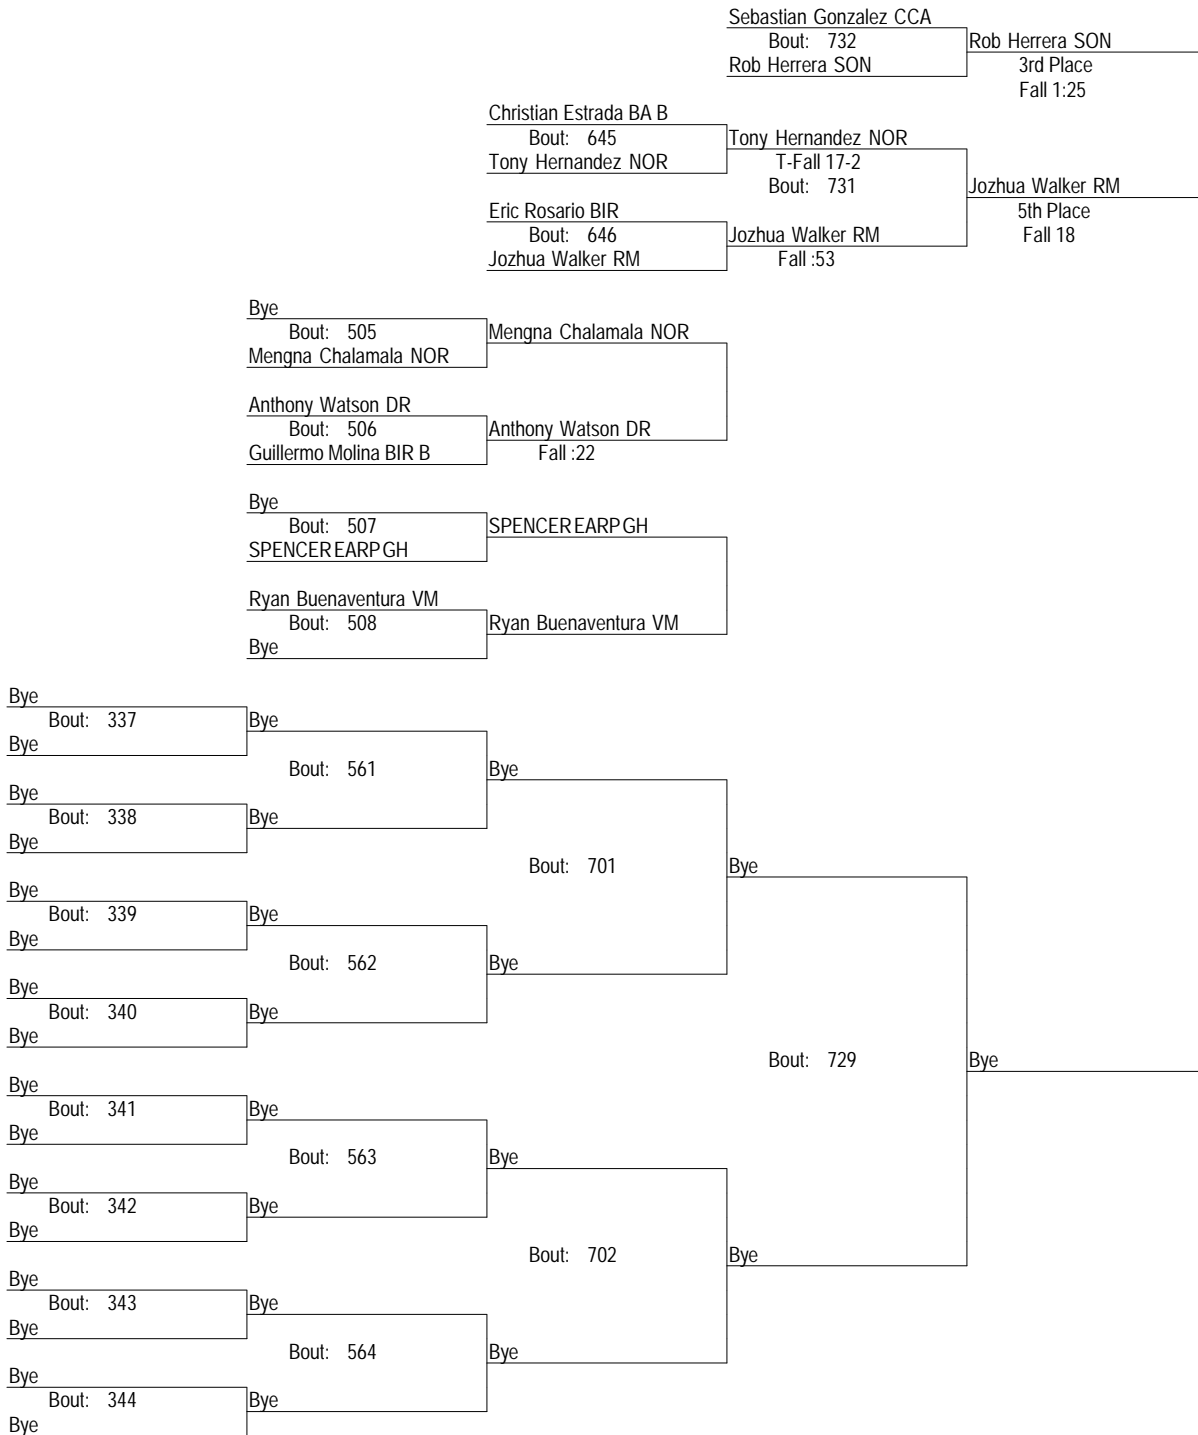 Sebastian Gonzalez CCA
Bout: 732
Rob Herrera SON
Rob Herrera SON
3rd Place
Fall 1:25
Christian Estrada BA B
Bout: 645
Tony Hernandez NOR
Tony Hernandez NOR
T-Fall 17-2
Bout: 731
Jozhua Walker RM
5th Place
Fall 18
Eric Rosario BIR
Bout: 646
Jozhua Walker RM
Jozhua Walker RM
Fall :53
Bye
Bout: 505
Mengna Chalamala NOR
Mengna Chalamala NOR
Anthony Watson DR
Bout: 506
Guillermo Molina BIR B
Anthony Watson DR
Fall :22
Bye
Bout: 507
SPENCER EARP GH
SPENCER EARP GH
Ryan Buenaventura VM
Bout: 508
Bye
Ryan Buenaventura VM
Bye
Bout: 337
Bye
Bye
Bout: 561
Bye
Bye
Bout: 338
Bye
Bye
Bout: 701
Bye
Bye
Bout: 339
Bye
Bye
Bout: 562
Bye
Bye
Bout: 340
Bye
Bye
Bout: 729
Bye
Bye
Bout: 341
Bye
Bye
Bout: 563
Bye
Bye
Bout: 342
Bye
Bye
Bout: 702
Bye
Bye
Bout: 343
Bye
Bye
Bout: 564
Bye
Bye
Bout: 344
Bye
Bye